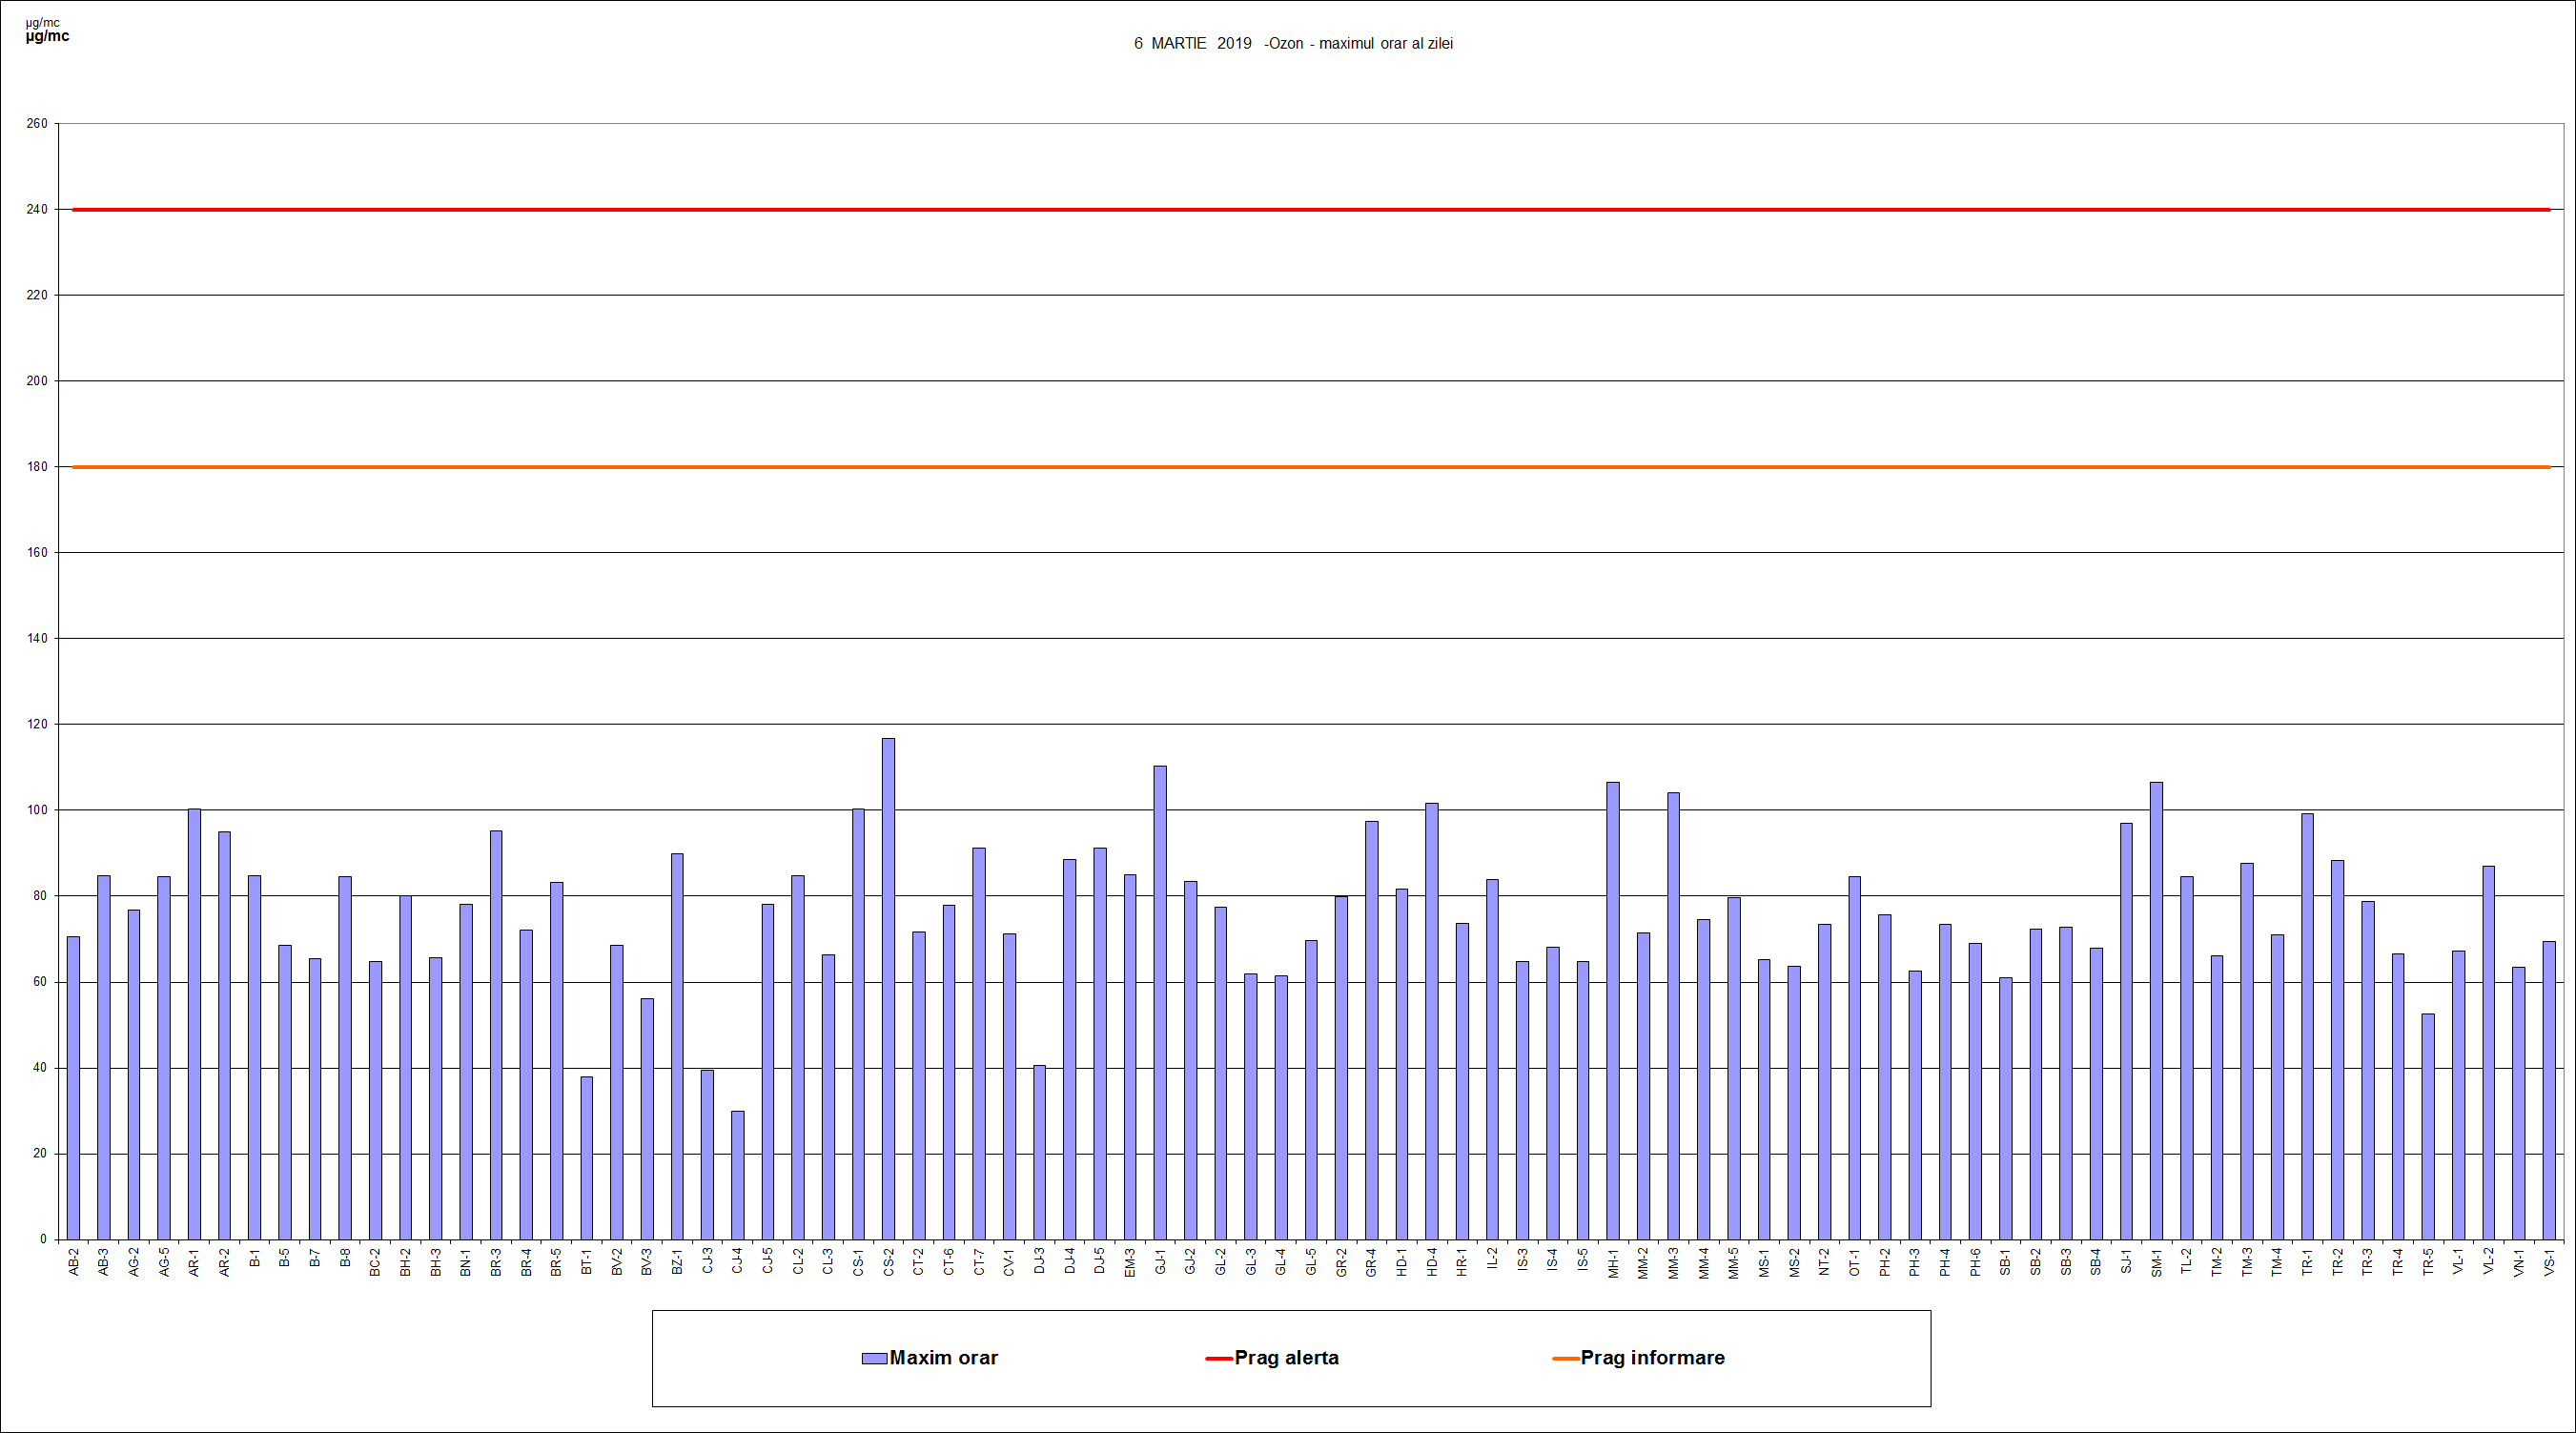 µg/mc
µg/mc
6 MARTIE 2019 -Ozon - maximul orar al zilei
260
240
220
200
180
160
140
120
100
80
60
40
20
0
AB-2
AB-3
AG-2
AG-5
AR-1
AR-2
B-1
B-5
B-7
B-8
BC-2
BH-2
BH-3
BN-1
BR-3
BR-4
BR-5
BT-1
BV-2
BV-3
BZ-1
CJ-3
CJ-4
CJ-5
CL-2
CL-3
CS-1
CS-2
CT-2
CT-6
CT-7
CV-1
DJ-3
DJ-4
DJ-5
EM-3
GJ-1
GJ-2
GL-2
GL-3
GL-4
GL-5
GR-2
GR-4
HD-1
HD-4
HR-1
IL-2
IS-3
IS-4
IS-5
MH-1
MM-2
MM-3
MM-4
MM-5
MS-1
MS-2
NT-2
OT-1
PH-2
PH-3
PH-4
PH-6
SB-1
SB-2
SB-3
SB-4
SJ-1
SM-1
TL-2
TM-2
TM-3
TM-4
TR-1
TR-2
TR-3
TR-4
TR-5
VL-1
VL-2
VN-1
VS-1
Maxim orar
Prag alerta
Prag informare